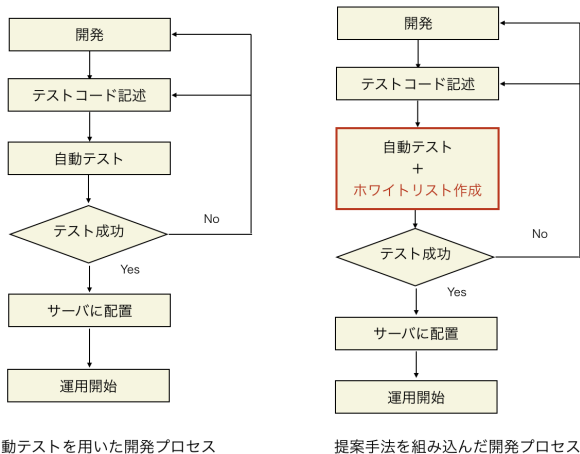 開発
テストコード記述
自動テスト
テスト成功
No
Yes
サーバに配置
運用開始
動テストを用いた開発プロセス
開発
テストコード記述
自動テスト
+
ホワイトリスト作成
テスト成功
No
Yes
サーバに配置
運用開始
提案手法を組み込んだ開発プロセス